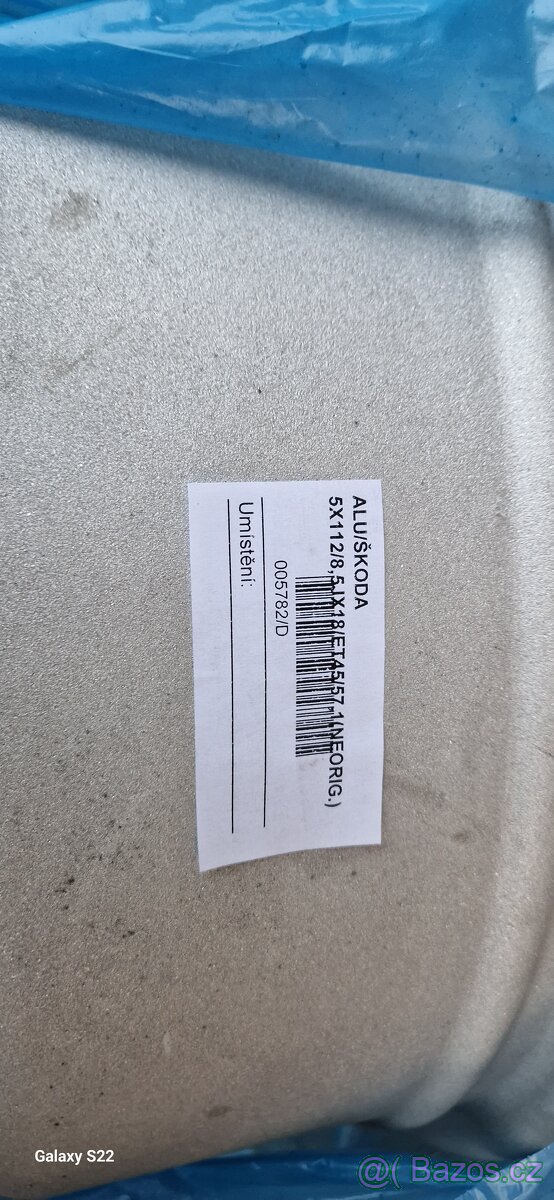 ALU/ŠKODA
5X112/8,5JX18/ET45/57,1(NEORIG.)
005782/D
Umístění:
Galaxy S22
@( Bazos.cz